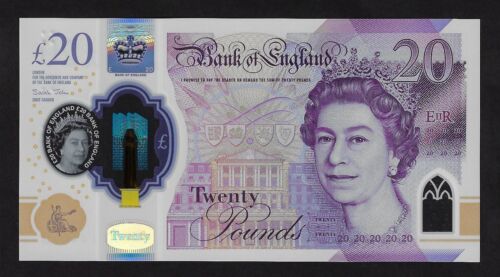 £20
LONDON
FOR THE GOVERNOR AND COMPANY
OF THE BANK OF ENGLAND
Sarah John
CHIEF CASHIER
BANK OF ENGLAND
Bank of England
I PROMISE TO PAY THE BEARER ON DEMAND THE SUM OF TWENTY POUNDS
20
EIIR
£20 BANK OF ENGLAND £20 BANK OF ENGLAND
£
Twenty
Twenty
Pounds
TWENTY
20 20 20 20 20